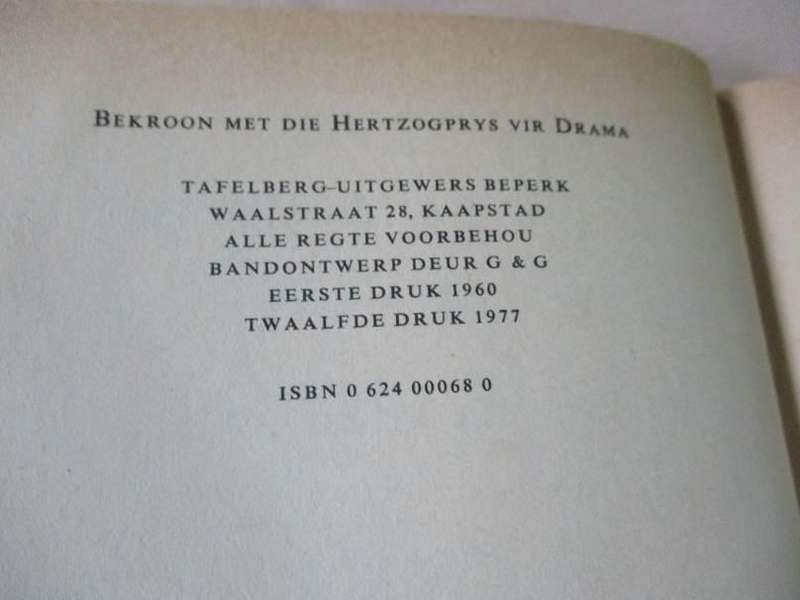 BEKROON MET DIE HERTZOGPRYS VIR DRAMA
TAFELBERG-UITGEWERS BEPERK
WAALSTRAAT 28, KAAPSTAD
ALLE REGTE VOORBEHOU
BANDONTWERP DEUR G & G
EERSTE DRUK 1960
TWAALFDE DRUK 1977
ISBN 0 624 00068 0